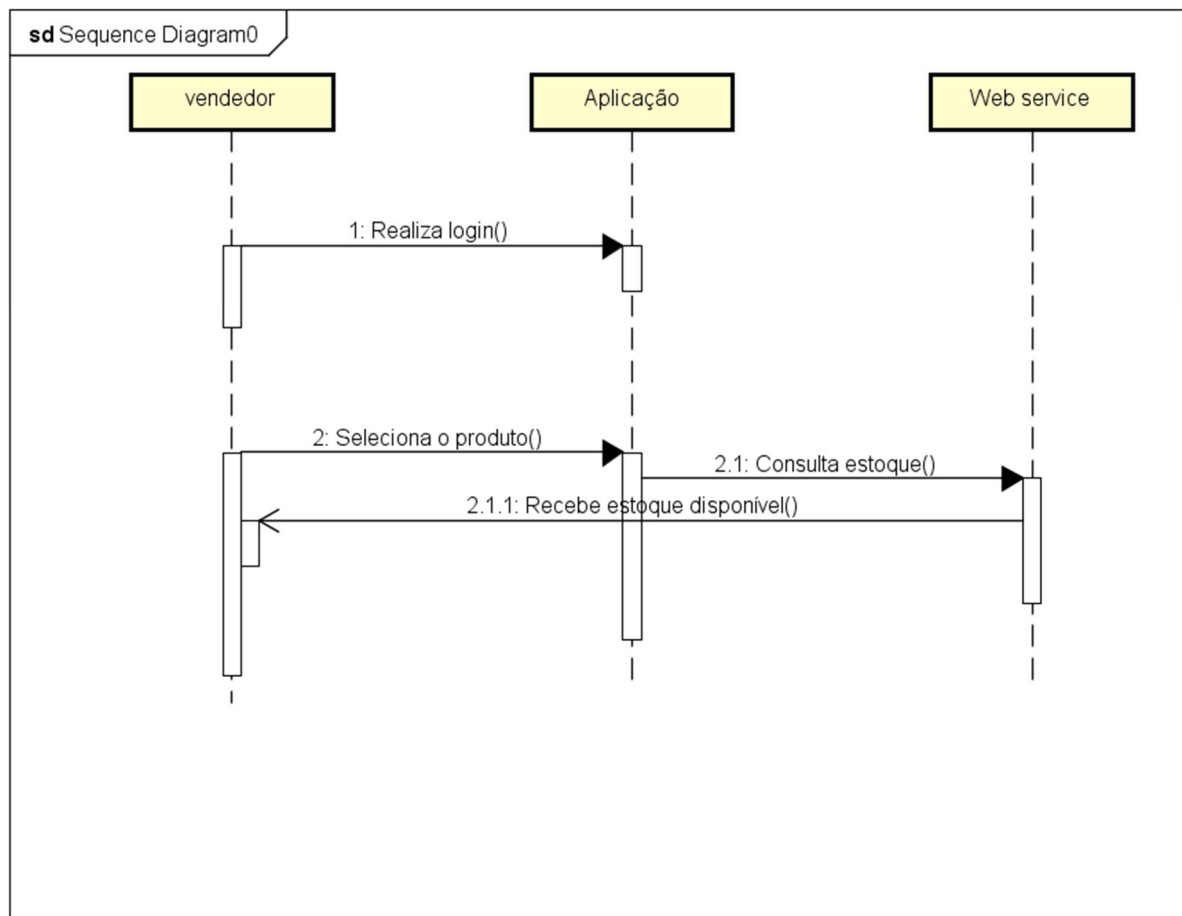 sd Sequence Diagram0
vendedor
Aplicação
Web service
1: Realiza login()
2: Seleciona o produto()
2.1: Consulta estoque()
2.1.1: Recebe estoque disponível()